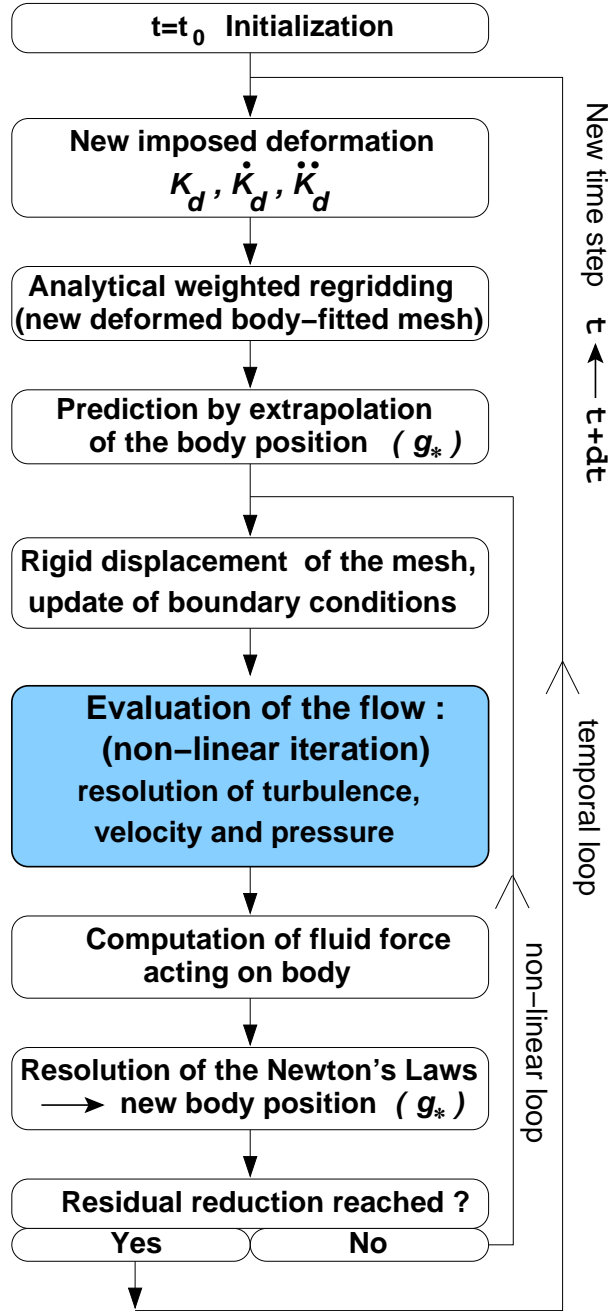 t=t₀ Initialization
New imposed deformation
K_d , K̇_d , K̈_d
Analytical weighted regridding
(new deformed body−fitted mesh)
Prediction by extrapolation
of the body position ( g* )
Rigid displacement of the mesh,
update of boundary conditions
Evaluation of the flow :
(non−linear iteration)
resolution of turbulence,
velocity and pressure
Computation of fluid force
acting on body
Resolution of the Newton's Laws
→ new body position ( g* )
Residual reduction reached ?
Yes
No
non−linear loop
temporal loop
New time step t ← t+dt